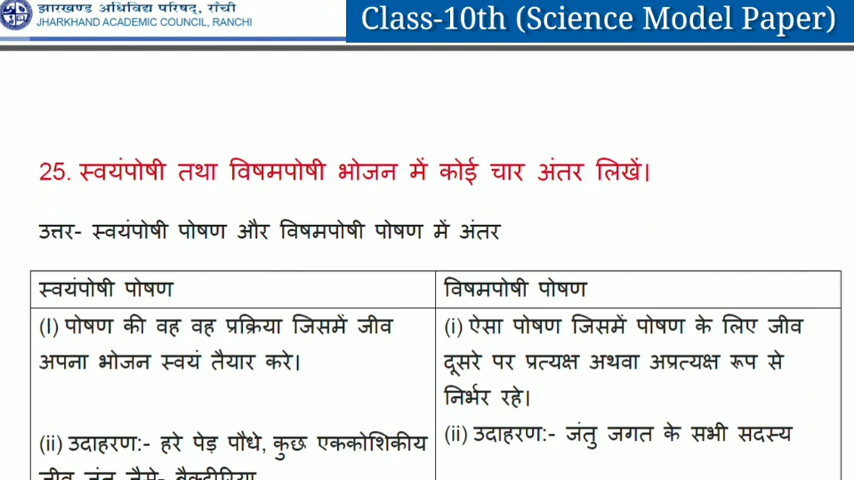 झारखण्ड अधिविद्य परिषद्, राँची
JHARKHAND ACADEMIC COUNCIL, RANCHI
Class-10th (Science Model Paper)
25. स्वयंपोषी तथा विषमपोषी भोजन में कोई चार अंतर लिखें।
उत्तर- स्वयंपोषी पोषण और विषमपोषी पोषण में अंतर
स्वयंपोषी पोषण
(I) पोषण की वह वह प्रक्रिया जिसमें जीव
अपना भोजन स्वयं तैयार करे।
(ii) उदाहरण:- हरे पेड़ पौधे, कुछ एककोशिकीय
जीव जंतु जैसे- बैक्टीरिया
विषमपोषी पोषण
(i) ऐसा पोषण जिसमें पोषण के लिए जीव
दूसरे पर प्रत्यक्ष अथवा अप्रत्यक्ष रूप से
निर्भर रहे।
(ii) उदाहरण:- जंतु जगत के सभी सदस्य